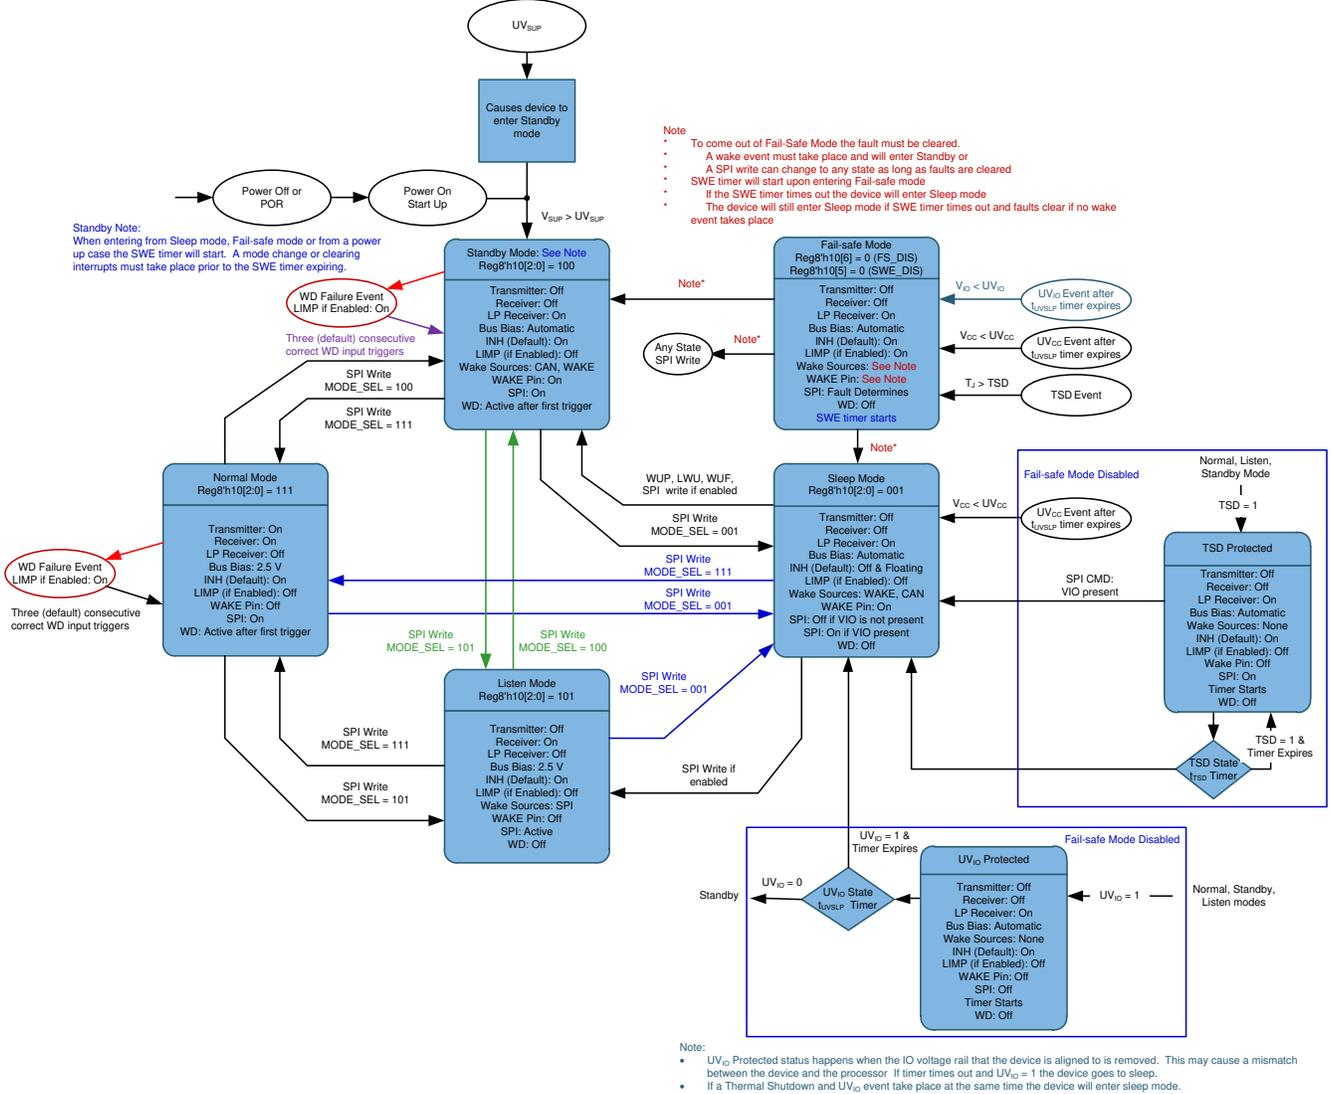 UVSUP
Causes device to
enter Standby
mode
Power Off or
POR
Power On
Start Up
VSUP > UVSUP
Note
* To come out of Fail-Safe Mode the fault must be cleared.
* A wake event must take place and will enter Standby or
* A SPI write can change to any state as long as faults are cleared
* SWE timer will start upon entering Fail-safe mode
* If the SWE timer times out the device will enter Sleep mode
* The device will still enter Sleep mode if SWE timer times out and faults clear if no wake
event takes place
Standby Note:
When entering from Sleep mode, Fail-safe mode or from a power
up case the SWE timer will start. A mode change or clearing
interrupts must take place prior to the SWE timer expiring.
WD Failure Event
LIMP if Enabled: On
Three (default) consecutive
correct WD input triggers
SPI Write
MODE_SEL = 100
SPI Write
MODE_SEL = 111
Standby Mode: See Note
Reg8'h10[2:0] = 100
Transmitter: Off
Receiver: Off
LP Receiver: On
Bus Bias: Automatic
INH (Default): On
LIMP (if Enabled): Off
Wake Sources: CAN, WAKE
WAKE Pin: On
SPI: On
WD: Active after first trigger
Note*
Any State
SPI Write
Note*
Fail-safe Mode
Reg8'h10[6] = 0 (FS_DIS)
Reg8'h10[5] = 0 (SWE_DIS)
Transmitter: Off
Receiver: Off
LP Receiver: On
Bus Bias: Automatic
INH (Default): On
LIMP (if Enabled): On
Wake Sources: See Note
WAKE Pin: See Note
SPI: Fault Determines
WD: Off
SWE timer starts
VIO < UVIO
UVIO Event after
tUVSLP timer expires
VCC < UVCC
UVCC Event after
tUVSLP timer expires
TJ > TSD
TSD Event
Note*
Normal Mode
Reg8'h10[2:0] = 111
Transmitter: On
Receiver: On
LP Receiver: Off
Bus Bias: 2.5 V
INH (Default): On
LIMP (if Enabled): Off
WAKE Pin: Off
SPI: On
WD: Active after first trigger
WD Failure Event
LIMP if Enabled: On
Three (default) consecutive
correct WD input triggers
WUP, LWU, WUF,
SPI write if enabled
SPI Write
MODE_SEL = 001
SPI Write
MODE_SEL = 111
SPI Write
MODE_SEL = 001
Sleep Mode
Reg8'h10[2:0] = 001
Transmitter: Off
Receiver: Off
LP Receiver: On
Bus Bias: Automatic
INH (Default): Off & Floating
LIMP (if Enabled): Off
Wake Sources: WAKE, CAN
WAKE Pin: On
SPI: Off if VIO is not present
SPI: On if VIO present
WD: Off
Fail-safe Mode Disabled
VCC < UVCC
UVCC Event after
tUVSLP timer expires
Normal, Listen,
Standby Mode
TSD = 1
SPI CMD:
VIO present
TSD Protected
Transmitter: Off
Receiver: Off
LP Receiver: On
Bus Bias: Automatic
Wake Sources: None
INH (Default): On
LIMP (if Enabled): Off
Wake Pin: Off
SPI: On
Timer Starts
WD: Off
TSD State
tTSD Timer
TSD = 1 &
Timer Expires
SPI Write
MODE_SEL = 101
SPI Write
MODE_SEL = 100
SPI Write
MODE_SEL = 001
Listen Mode
Reg8'h10[2:0] = 101
Transmitter: Off
Receiver: On
LP Receiver: Off
Bus Bias: 2.5 V
INH (Default): On
LIMP (if Enabled): Off
Wake Sources: SPI
WAKE Pin: Off
SPI: Active
WD: Off
SPI Write
MODE_SEL = 111
SPI Write
MODE_SEL = 101
SPI Write if
enabled
UVIO = 1 &
Timer Expires
Fail-safe Mode Disabled
Standby
UVIO = 0
UVIO State
tUVSLP Timer
UVIO Protected
Transmitter: Off
Receiver: Off
LP Receiver: On
Bus Bias: Automatic
Wake Sources: None
INH (Default): On
LIMP (if Enabled): Off
WAKE Pin: Off
SPI: Off
Timer Starts
WD: Off
UVIO = 1
Normal, Standby,
Listen modes
Note:
• UVIO Protected status happens when the IO voltage rail that the device is aligned to is removed. This may cause a mismatch
between the device and the processor If timer times out and UVIO = 1 the device goes to sleep.
• If a Thermal Shutdown and UVIO event take place at the same time the device will enter sleep mode.